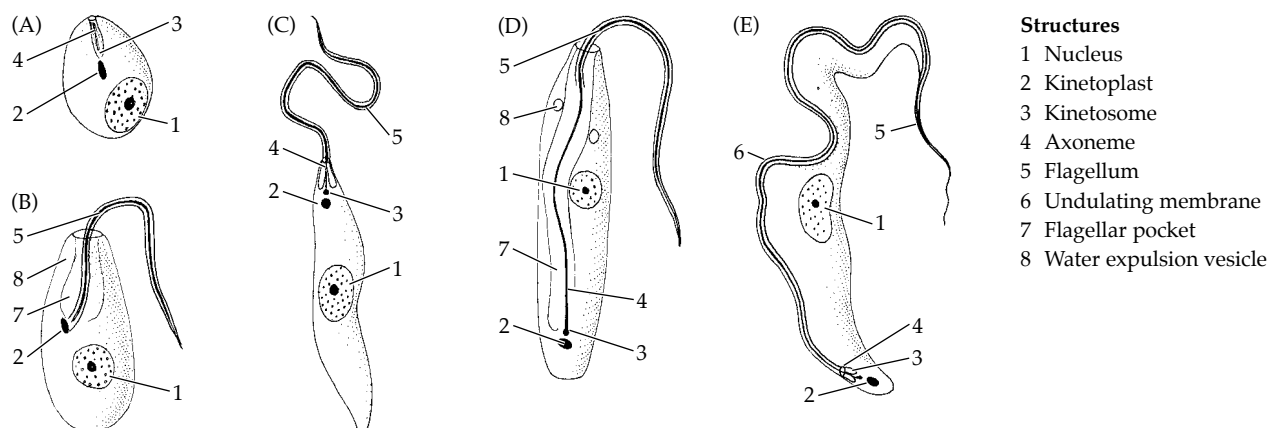 (A)
3
4
2
1
(B)
5
8
7
2
1
(C)
5
4
2
3
1
(D)
5
8
1
7
4
2
3
(E)
5
6
1
4
3
2
Structures
1 Nucleus
2 Kinetoplast
3 Kinetosome
4 Axoneme
5 Flagellum
6 Undulating membrane
7 Flagellar pocket
8 Water expulsion vesicle